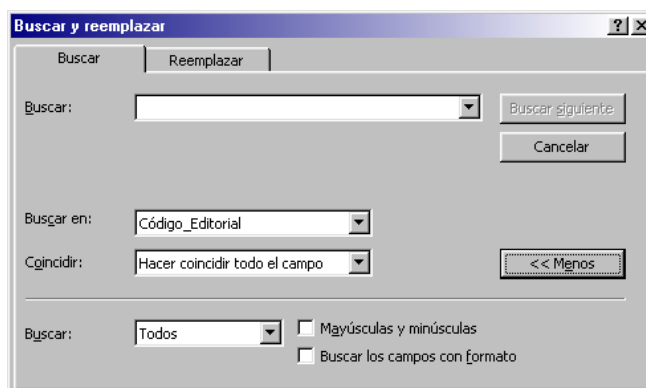 Buscar y reemplazar
Buscar Reemplazar
Buscar: Buscar siguiente
Cancelar
Buscar en: Código_Editorial
Coincidir: Hacer coincidir todo el campo << Menos
Buscar: Todos Mayúsculas y minúsculas
Buscar los campos con formato